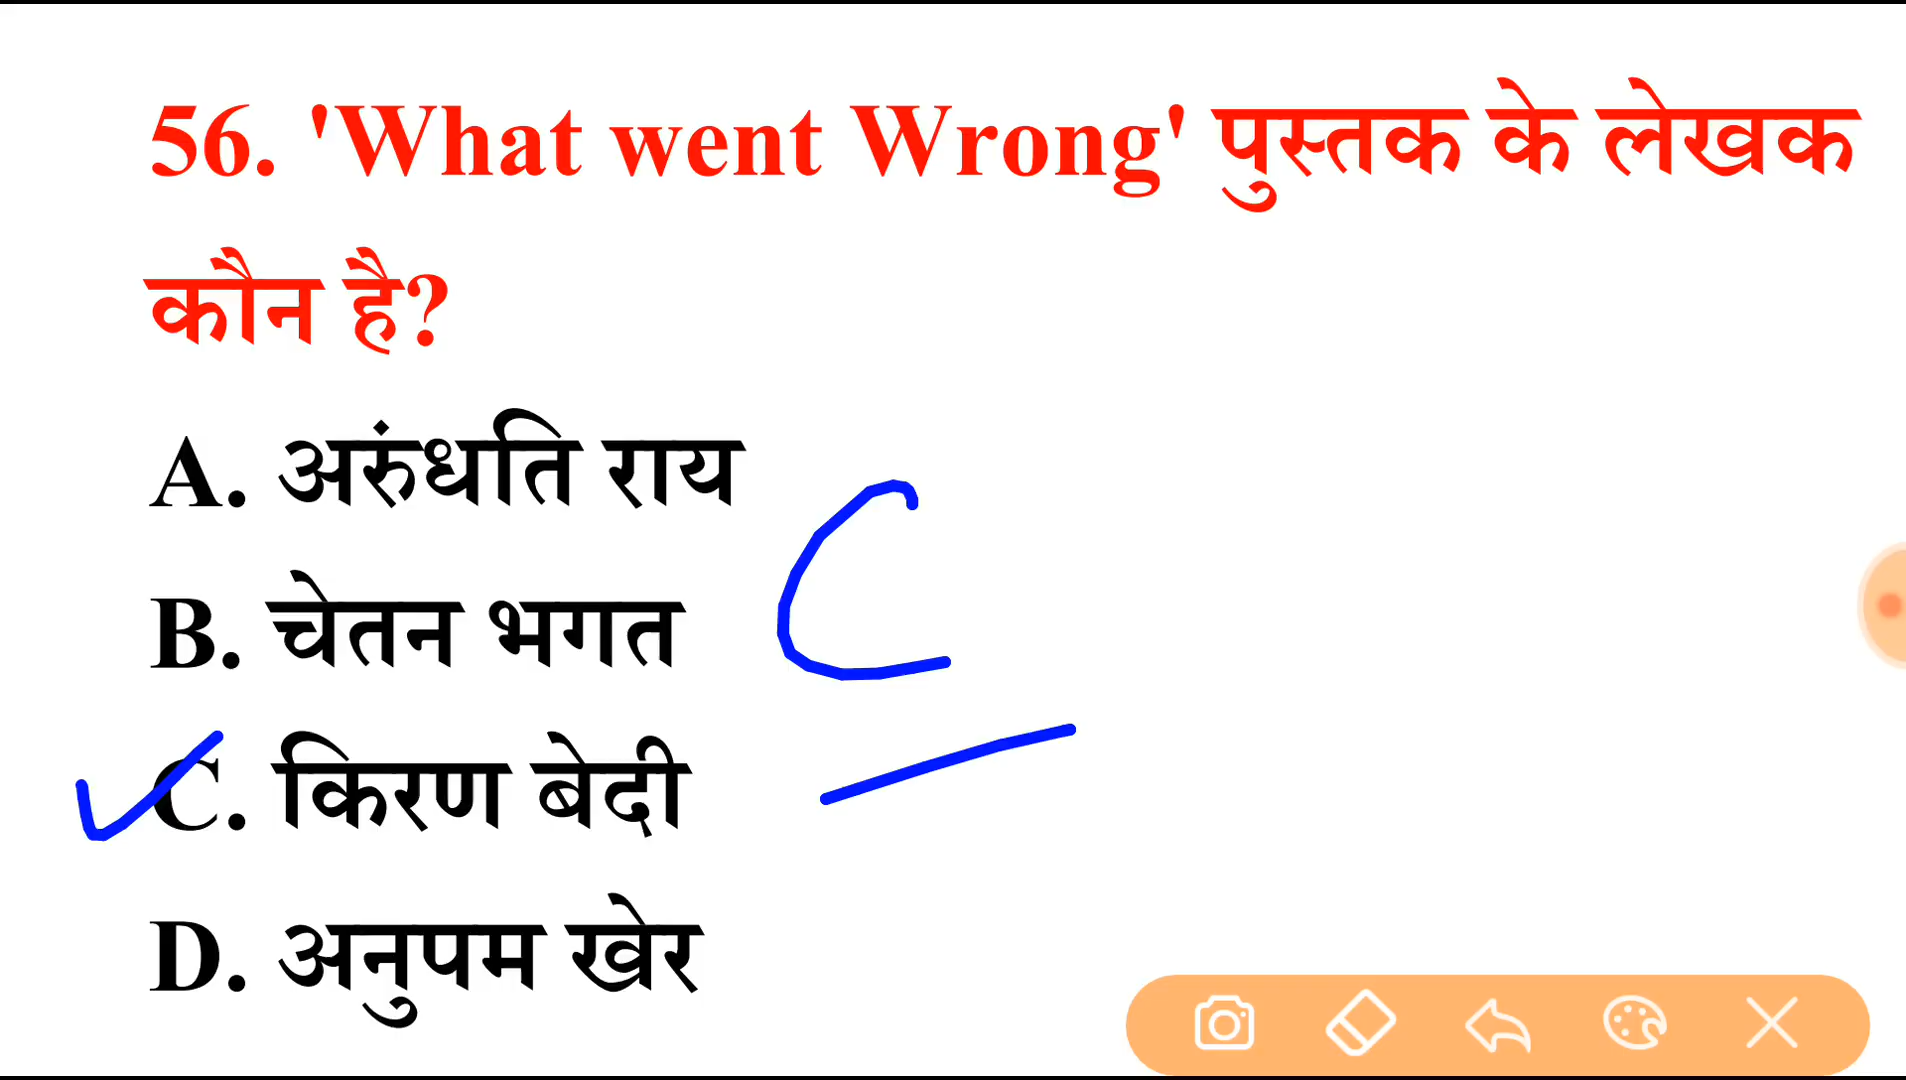 56. 'What went Wrong' पुस्तक के लेखक
कौन है?
A. अरुंधति राय
C
B. चेतन भगत
C. किरण बेदी
D. अनुपम खेर